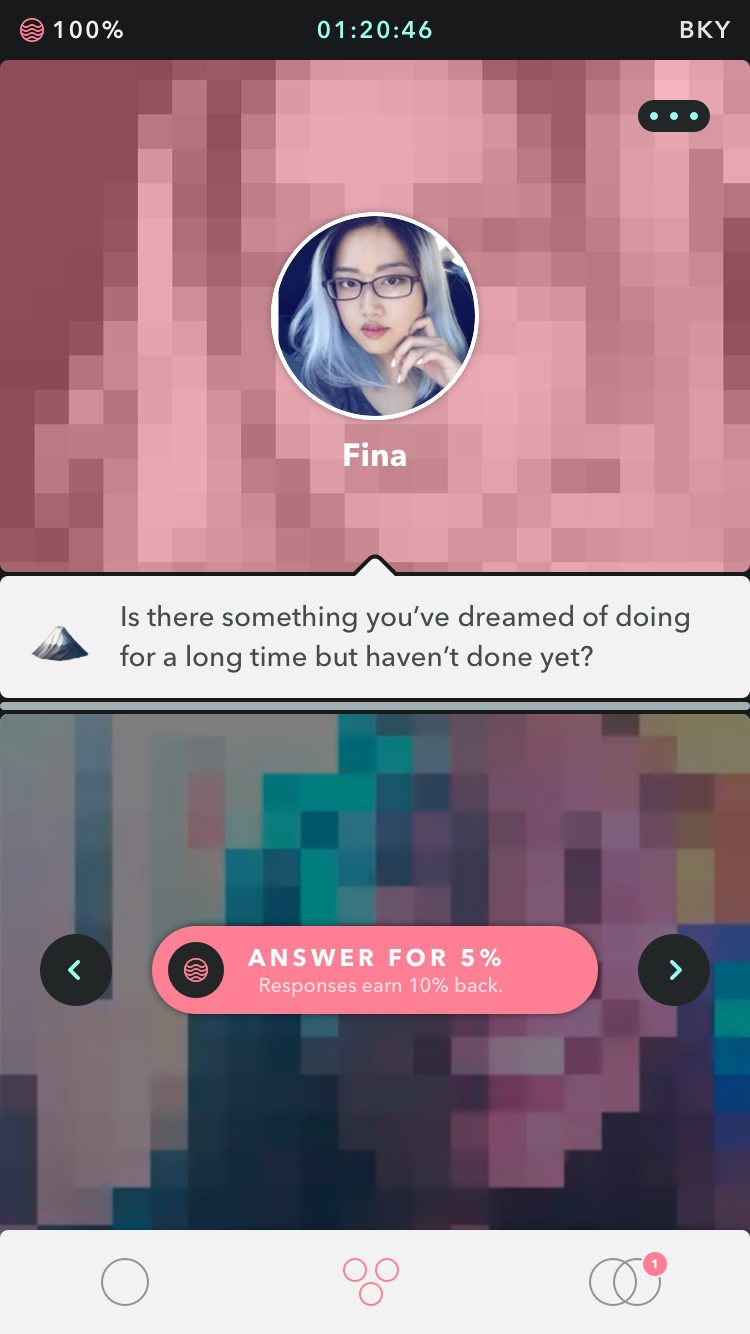 100%
01:20:46
BKY
Fina
Is there something you’ve dreamed of doing
for a long time but haven’t done yet?
ANSWER FOR 5%
Responses earn 10% back.
1